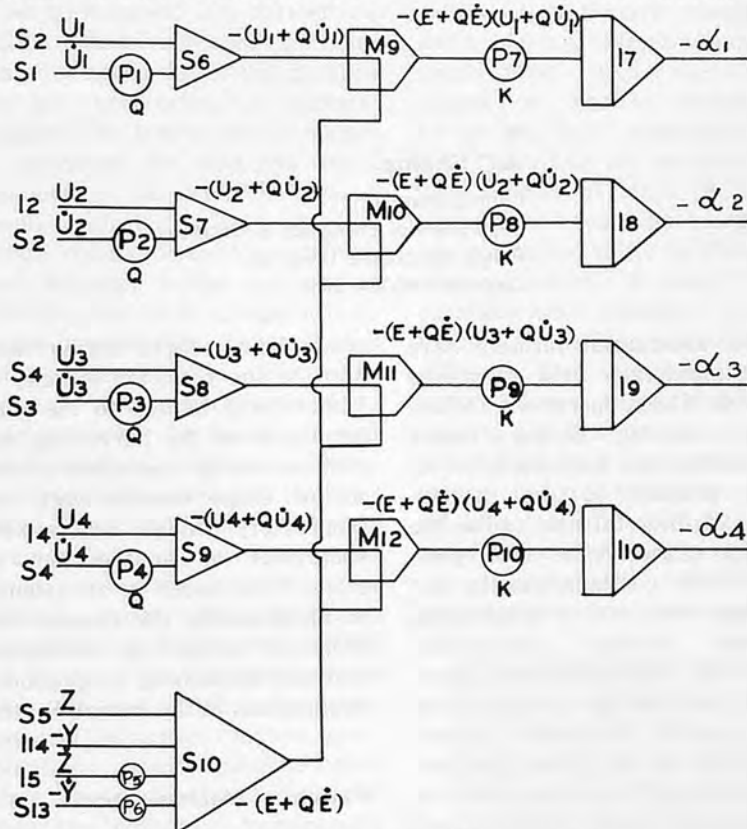 S2 U1 S6 -(U1+QU̇1) M9 -(E+QĖ)(U1+QU̇1) P7 K I7 -α1
S1 U̇1 P1 Q
I2 U2 S7 -(U2+QU̇2) M10 -(E+QĖ)(U2+QU̇2) P8 K I8 -α2
S2 U̇2 P2 Q
S4 U3 S8 -(U3+QU̇3) M11 -(E+QĖ)(U3+QU̇3) P9 K I9 -α3
S3 U̇3 P3 Q
I4 U4 S9 -(U4+QU̇4) M12 -(E+QĖ)(U4+QU̇4) P10 K I10 -α4
S4 U̇4 P4 Q
S5 Z
I14 -Y
I5 Ż P5 S10
S13 -Ẏ P6 -(E+QĖ)